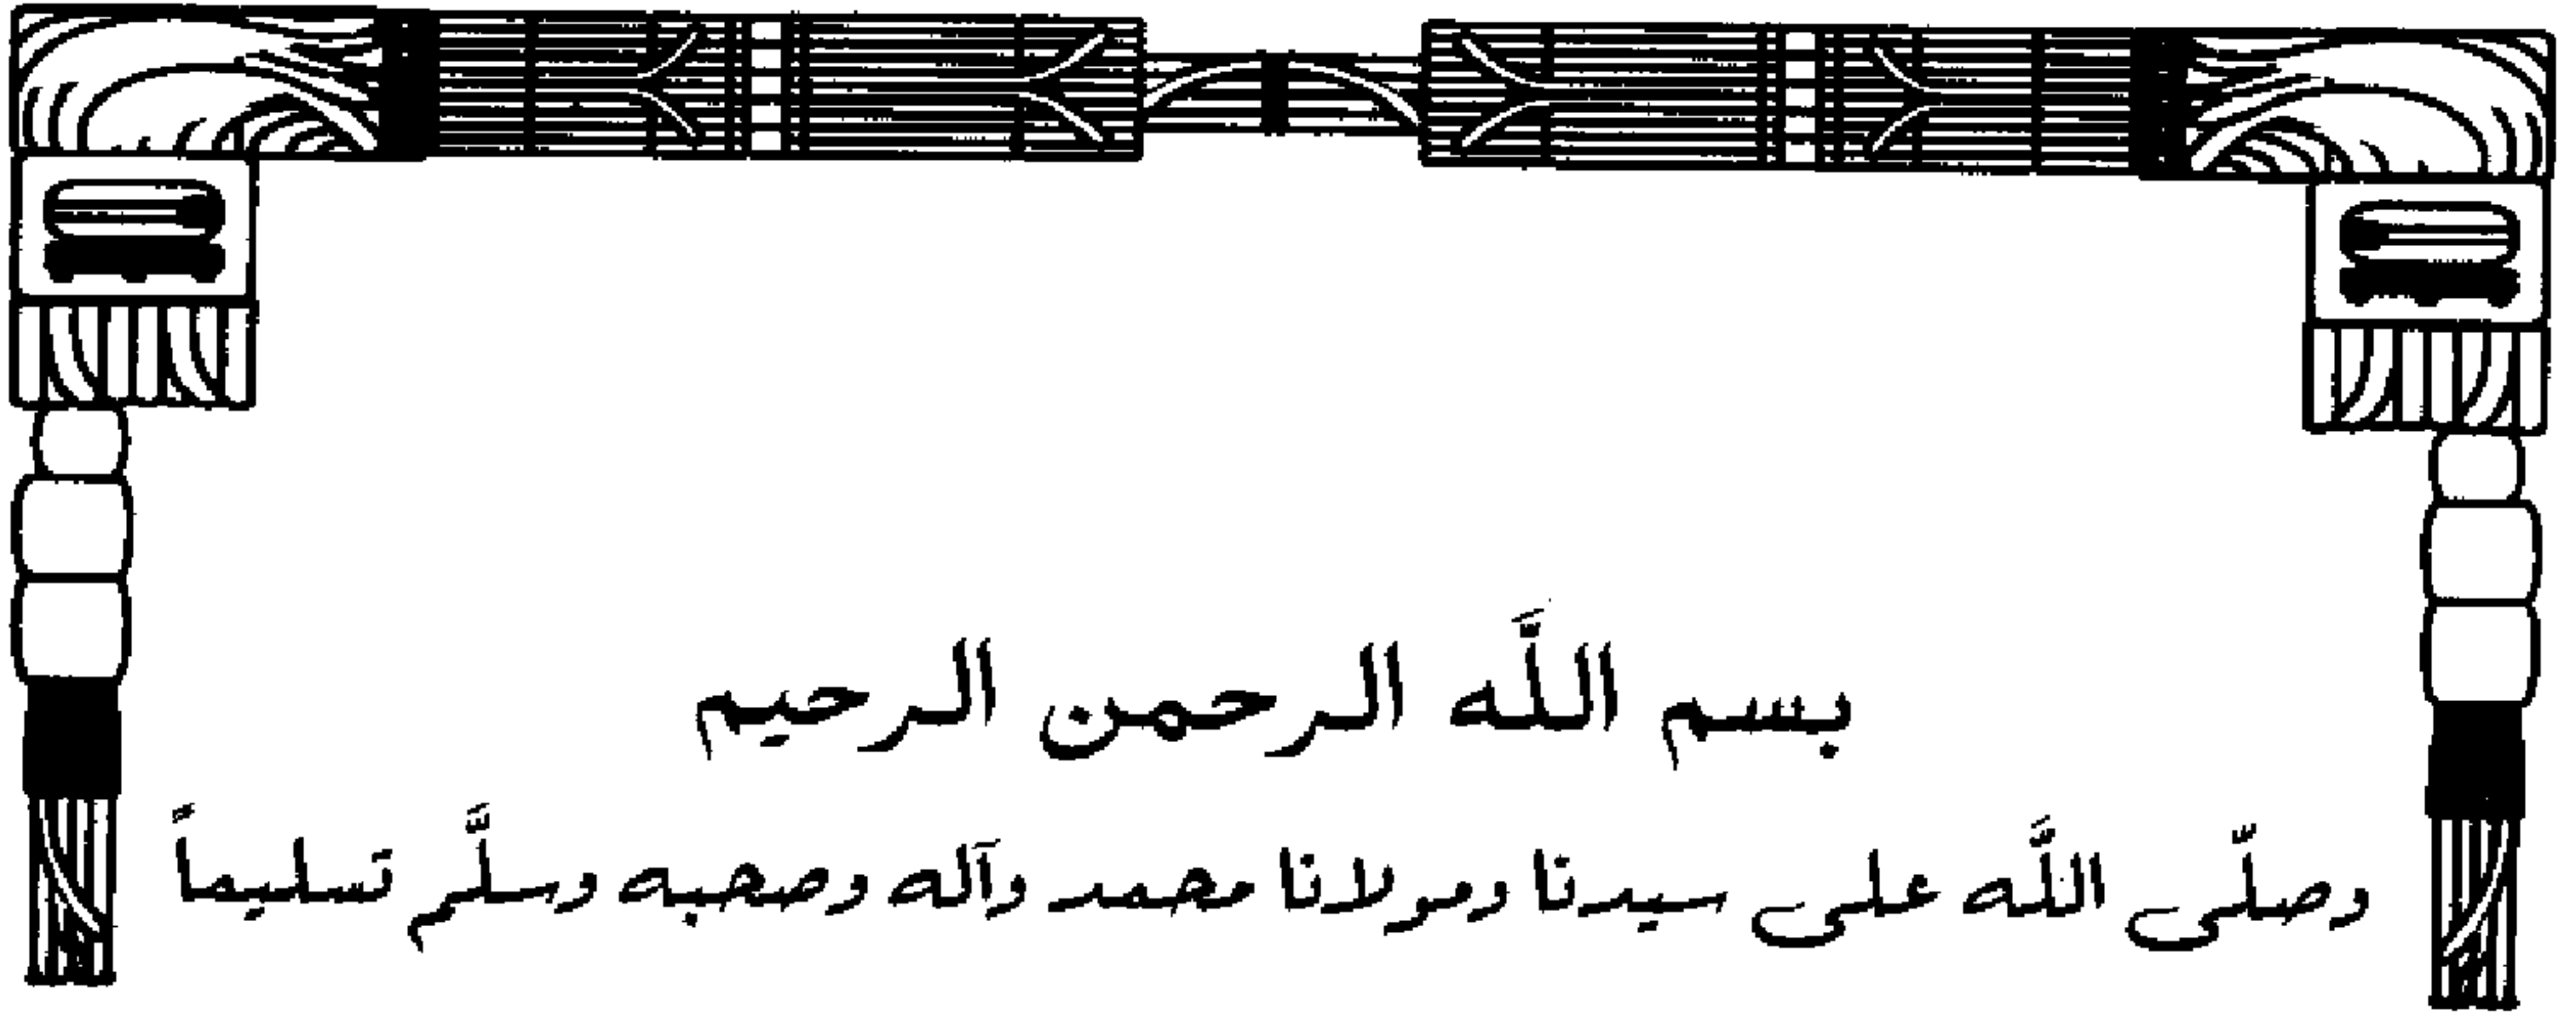 بسم اللَّه الرحمن الرحيم
وصلّى اللَّه على سيدنا ومولانا محمد وآله وصحبه وسلَّم تسليماً